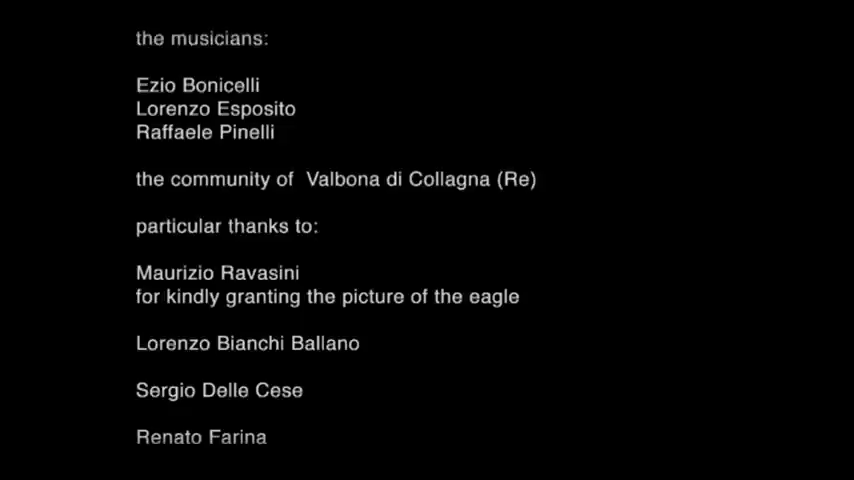 the musicians:
Ezio Bonicelli
Lorenzo Esposito
Raffaele Pinelli
the community of  Valbona di Collagna (Re)
particular thanks to:
Maurizio Ravasini
for kindly granting the picture of the eagle
Lorenzo Bianchi Ballano
Sergio Delle Cese
Renato Farina